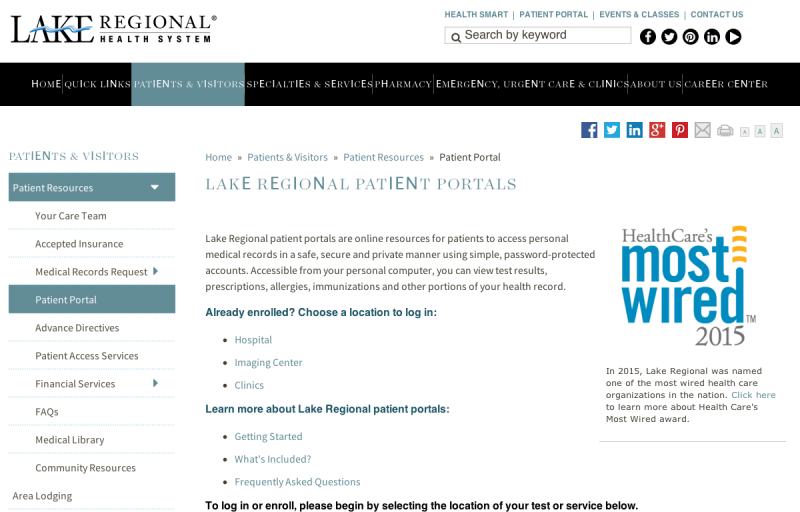 LAKE REGIONAL®
HEALTH SYSTEM
HEALTH SMART | PATIENT PORTAL | EVENTS & CLASSES | CONTACT US
Search by keyword
HOME QUICK LINKS PATIENTS & VISITORS SPECIALTIES & SERVICES PHARMACY EMERGENCY, URGENT CARE & CLINICS ABOUT US CAREER CENTER
A A A
PATIENTS & VISITORS
Patient Resources
Your Care Team
Accepted Insurance
Medical Records Request
Patient Portal
Advance Directives
Patient Access Services
Financial Services
FAQs
Medical Library
Community Resources
Area Lodging
Home » Patients & Visitors » Patient Resources » Patient Portal
LAKE REGIONAL PATIENT PORTALS
Lake Regional patient portals are online resources for patients to access personal
medical records in a safe, secure and private manner using simple, password-protected
accounts. Accessible from your personal computer, you can view test results,
prescriptions, allergies, immunizations and other portions of your health record.
Already enrolled? Choose a location to log in:
• Hospital
• Imaging Center
• Clinics
Learn more about Lake Regional patient portals:
• Getting Started
• What's Included?
• Frequently Asked Questions
To log in or enroll, please begin by selecting the location of your test or service below.
HealthCare's
most
wired™
2015
In 2015, Lake Regional was named
one of the most wired health care
organizations in the nation. Click here
to learn more about Health Care's
Most Wired award.